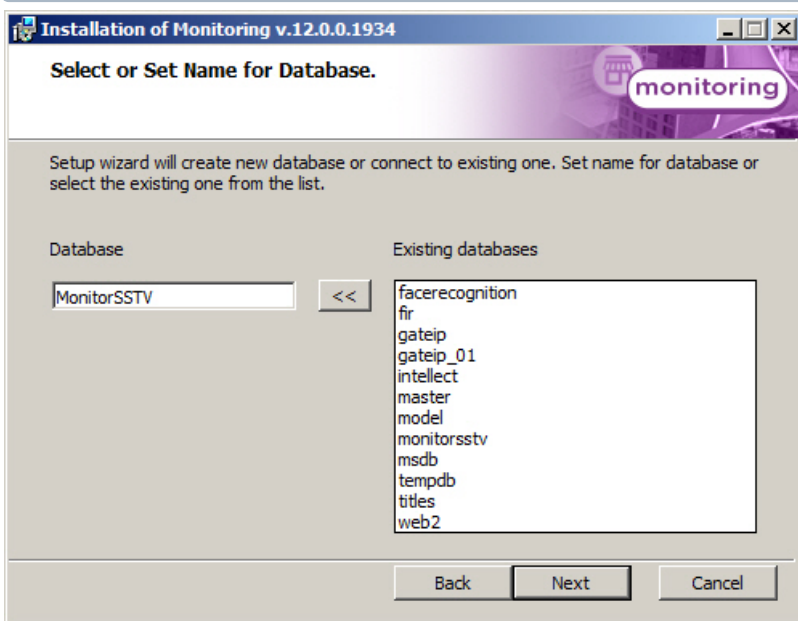 Installation of Monitoring v.12.0.0.1934
Select or Set Name for Database.
monitoring
Setup wizard will create new database or connect to existing one. Set name for database or
select the existing one from the list.
Database
Existing databases
MonitorSSTV
<<
facerecognition
fir
gateip
gateip_01
intellect
master
model
monitorsstv
msdb
tempdb
titles
web2
Back
Next
Cancel